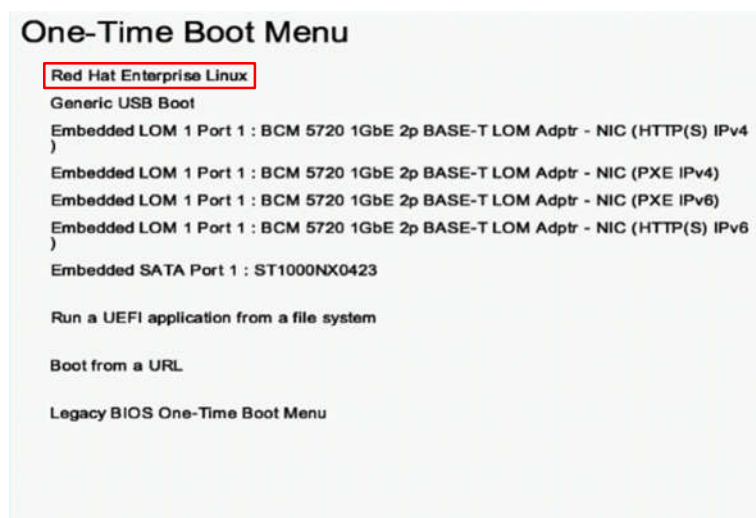 One-Time Boot Menu
Red Hat Enterprise Linux
Generic USB Boot
Embedded LOM 1 Port 1 : BCM 5720 1GbE 2p BASE-T LOM Adptr - NIC (HTTP(S) IPv4
)
Embedded LOM 1 Port 1 : BCM 5720 1GbE 2p BASE-T LOM Adptr - NIC (PXE IPv4)
Embedded LOM 1 Port 1 : BCM 5720 1GbE 2p BASE-T LOM Adptr - NIC (PXE IPv6)
Embedded LOM 1 Port 1 : BCM 5720 1GbE 2p BASE-T LOM Adptr - NIC (HTTP(S) IPv6
)
Embedded SATA Port 1 : ST1000NX0423
Run a UEFI application from a file system
Boot from a URL
Legacy BIOS One-Time Boot Menu